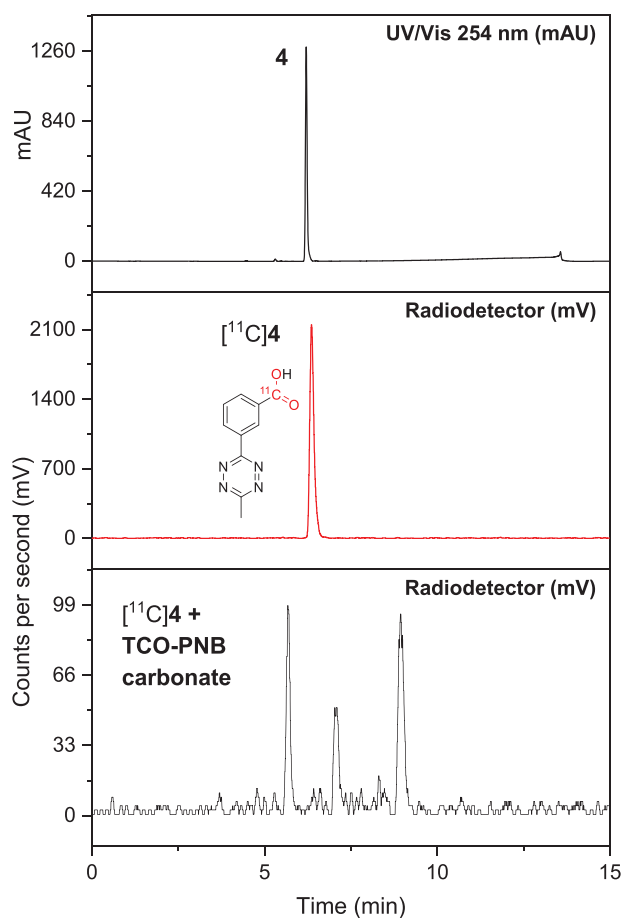 UV/Vis 254 nm (mAU)
4
1260
840
420
0
mAU
Radiodetector (mV)
[¹¹C]4
OH
¹¹C
O
N N
N N
2100
1400
700
0
Counts per second (mV)
Radiodetector (mV)
[¹¹C]4 +
TCO-PNB
carbonate
99
66
33
0
0 5 10 15
Time (min)